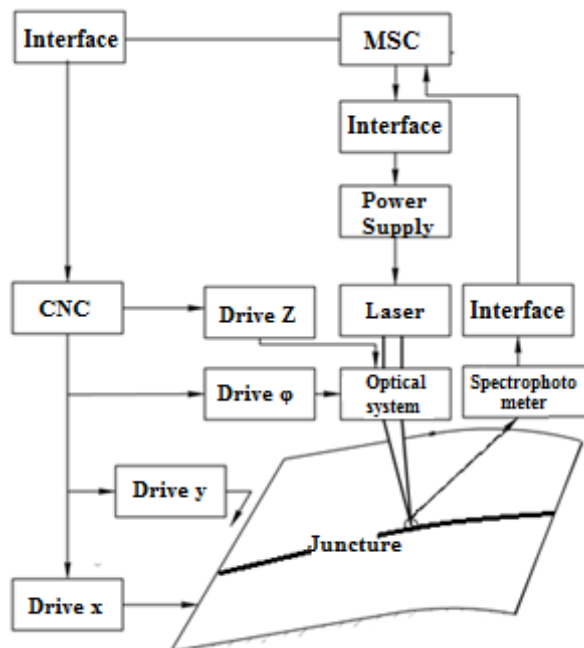 Interface
MSC
Interface
Power
Supply
CNC
Drive Z
Laser
Interface
Drive φ
Optical
system
Spectrophoto
meter
Drive y
Juncture
Drive x